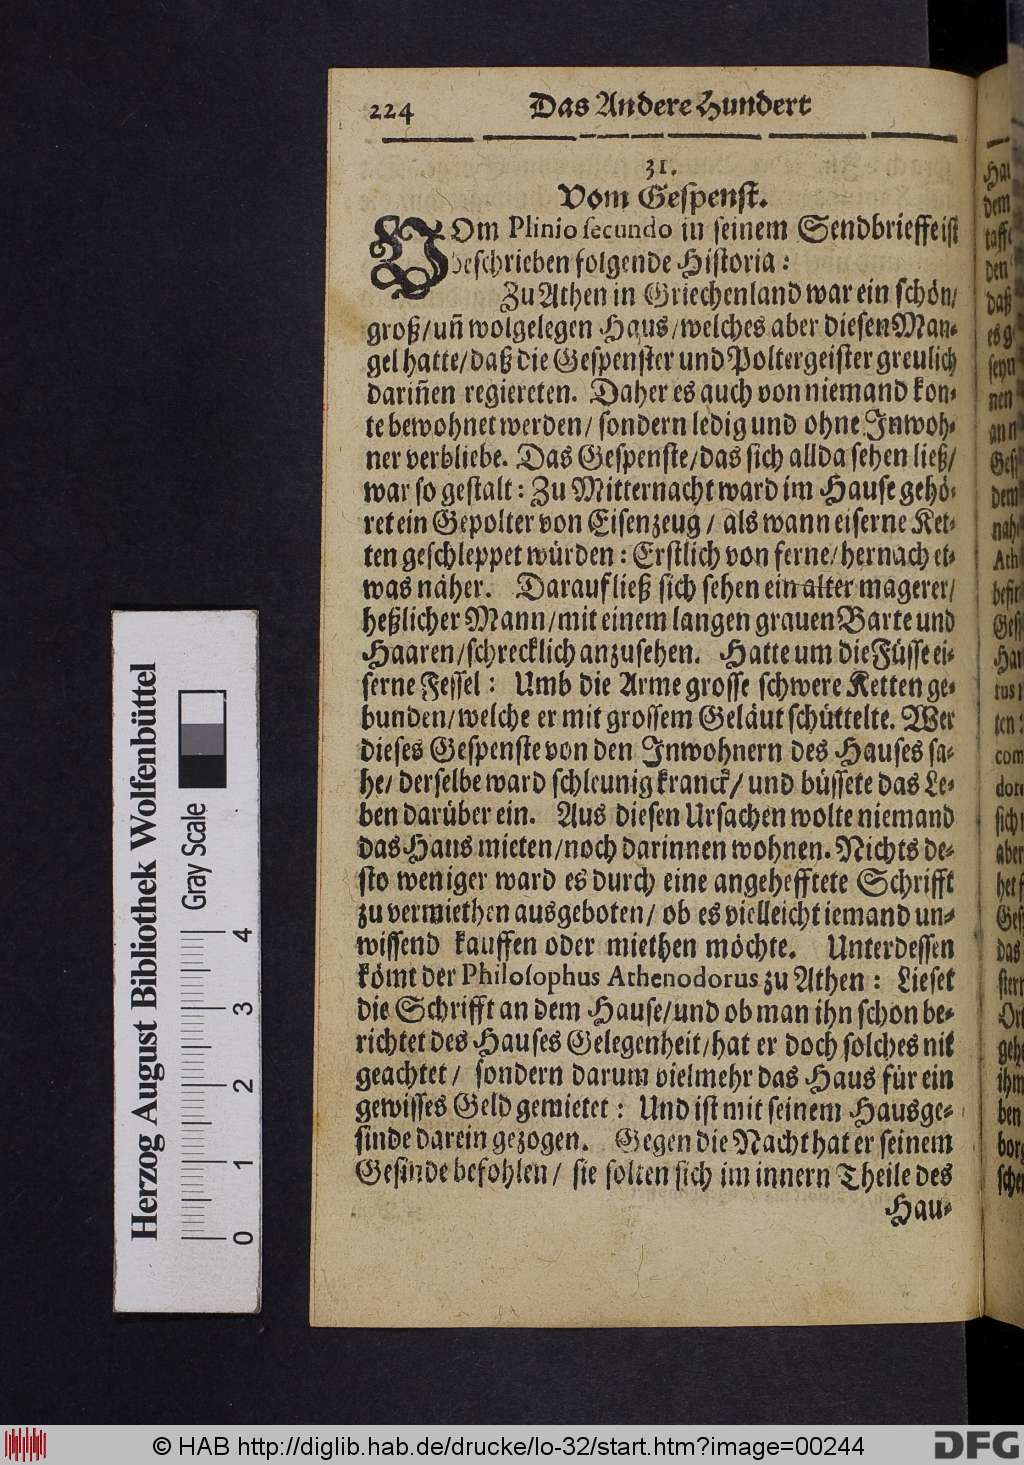 224 Das Andere Hundert
31.
Vom Gespenst.
VOm Plinio secundo in seinem Sendbrieffe ist
beschrieben folgende Historia:
Zu Athen in Griechenland war ein schön/
groß/ uñ wolgelegen Haus/ welches aber diesen Man-
gel hatte/ daß die Gespenster und Poltergeister greulich
dariñen regiereten. Daher es auch von niemand kon-
te bewohnet werden/ sondern ledig und ohne Inwoh-
ner verbliebe. Das Gespenste/ das sich allda sehen ließ/
war so gestalt: Zu Mitternacht ward im Hause gehö-
ret ein Gepolter von Eisenzeug/ als wann eiserne Ket-
ten geschleppet würden: Erstlich von ferne/ hernach et-
was näher. Darauf ließ sich sehen ein alter magerer/
heßlicher Mann/ mit einem langen grauen Barte und
Haaren/ schrecklich anzusehen. Hatte um die Füsse ei-
serne Fessel: Umb die Arme grosse schwere Ketten ge-
bunden/ welche er mit grossem Geläut schüttelte. Wer
dieses Gespenste von den Inwohnern des Hauses sa-
he/ derselbe ward schleunig kranck/ und büssete das Le-
ben darüber ein. Aus diesen Ursachen wolte niemand
das Haus mieten/ noch darinnen wohnen. Nichts de-
sto weniger ward es durch eine angehefftete Schrifft
zu vermiethen ausgeboten/ ob es vielleicht iemand un-
wissend kauffen oder miethen möchte. Unterdessen
kömt der Philosophus Athenodorus zu Athen: Lieset
die Schrifft an dem Hause/ und ob man ihn schon be-
richtet des Hauses Gelegenheit/ hat er doch solches nit
geachtet/ sondern darum vielmehr das Haus für ein
gewisses Geld gemietet: Und ist mit seinem Hausge-
sinde darein gezogen. Gegen die Nacht hat er seinem
Gesinde befohlen/ sie solten sich im innern Theile des
Hau-
Herzog August Bibliothek Wolfenbüttel
Gray Scale
0 1 2 3 4
© HAB http://diglib.hab.de/drucke/lo-32/start.htm?image=00244
DFG